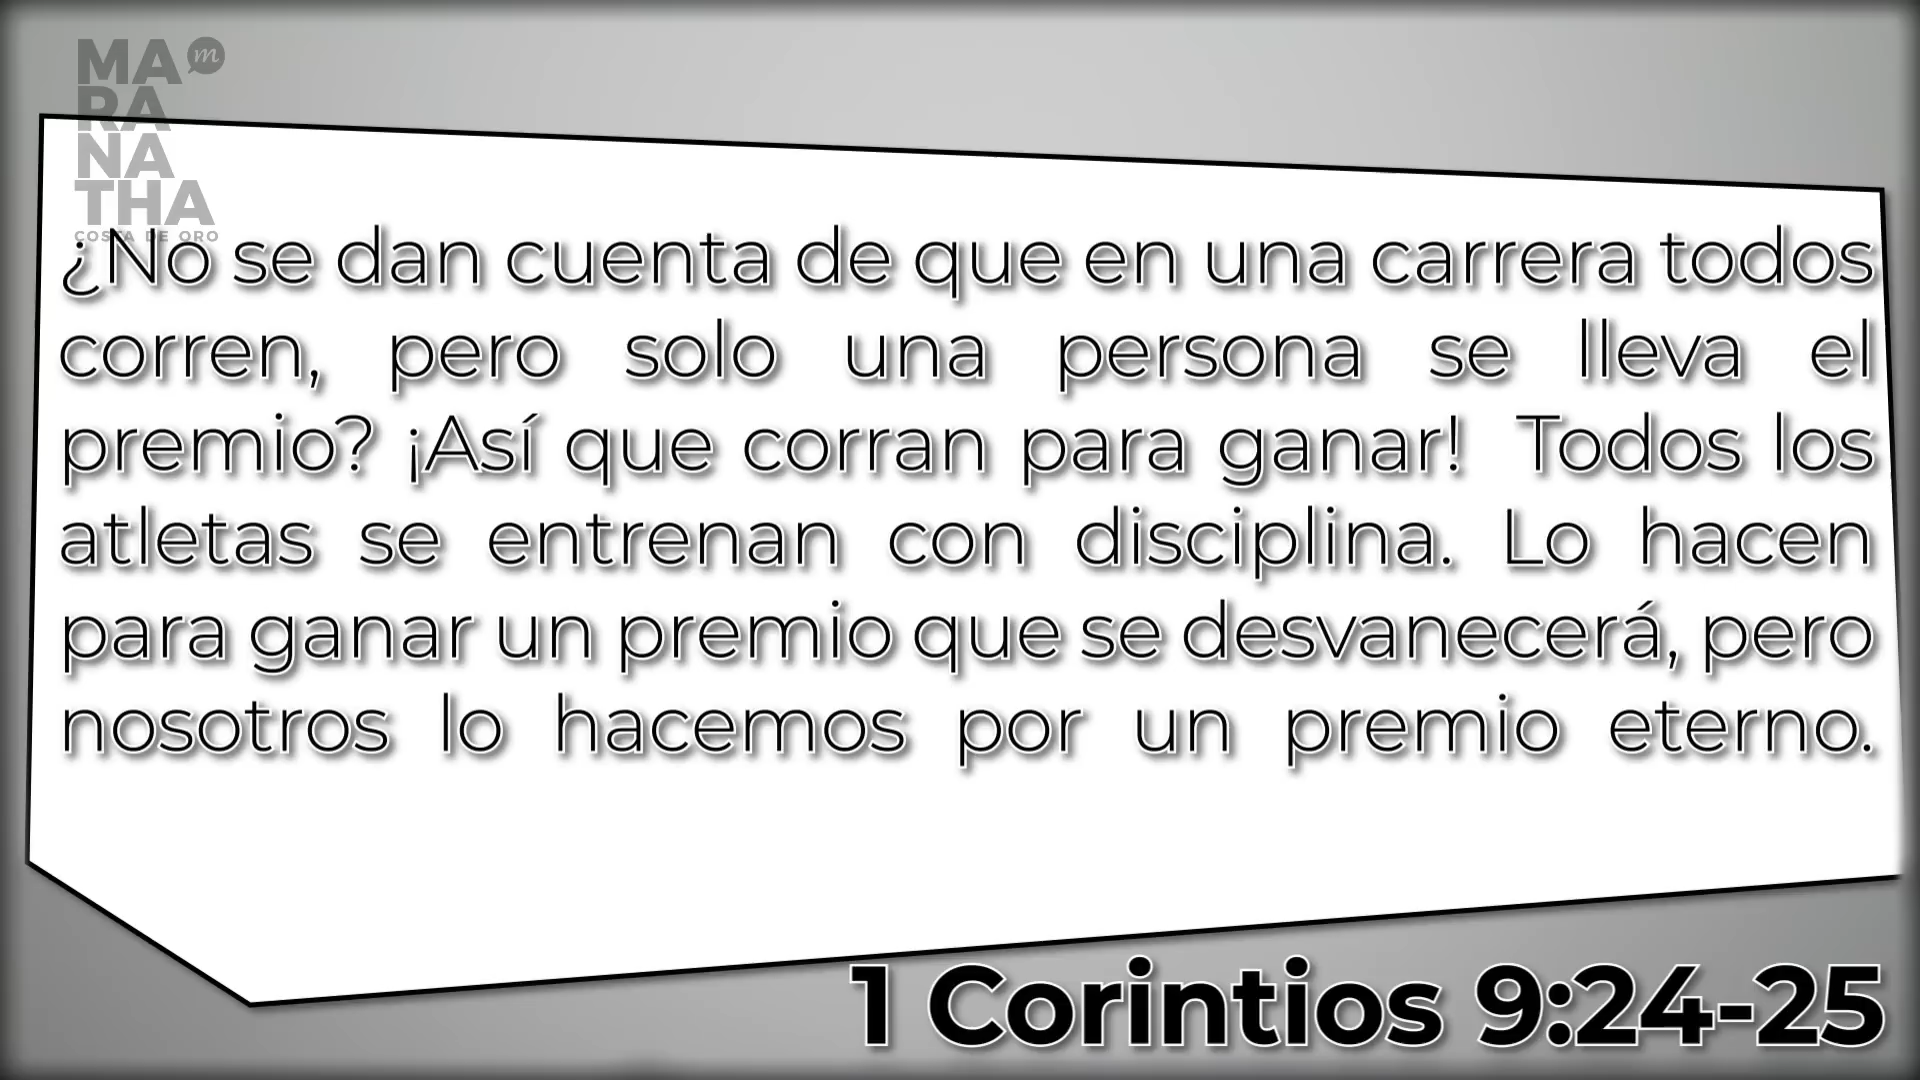 MA m
RA
NA
THA
COSTA DE ORO
¿No se dan cuenta de que en una carrera todos
corren, pero solo una persona se lleva el
premio? ¡Así que corran para ganar! Todos los
atletas se entrenan con disciplina. Lo hacen
para ganar un premio que se desvanecerá, pero
nosotros lo hacemos por un premio eterno.
1 Corintios 9:24-25